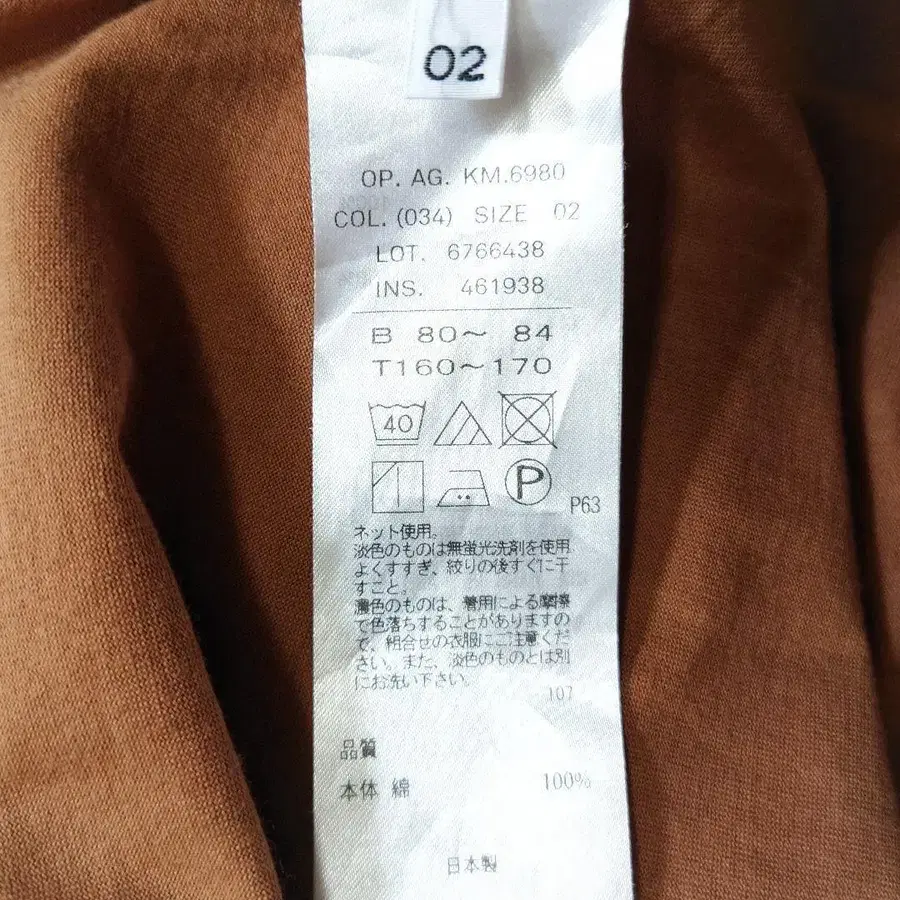 02
OP. AG. KM.6980
COL. (034) SIZE 02
LOT. 6766438
INS. 461938
B 80～ 84
T160～170
40
P
P63
ネット使用。
淡色のものは無蛍光洗剤を使用
よくすすぎ、絞りの後すぐに干
すこと。
濃色のものは、着用による摩擦
で色落ちすることがありますの
で、組合せの衣服にご注意くだ
さい。また、淡色のものとは別
にお洗い下さい。
107
品質
本体 綿 100%
日本製